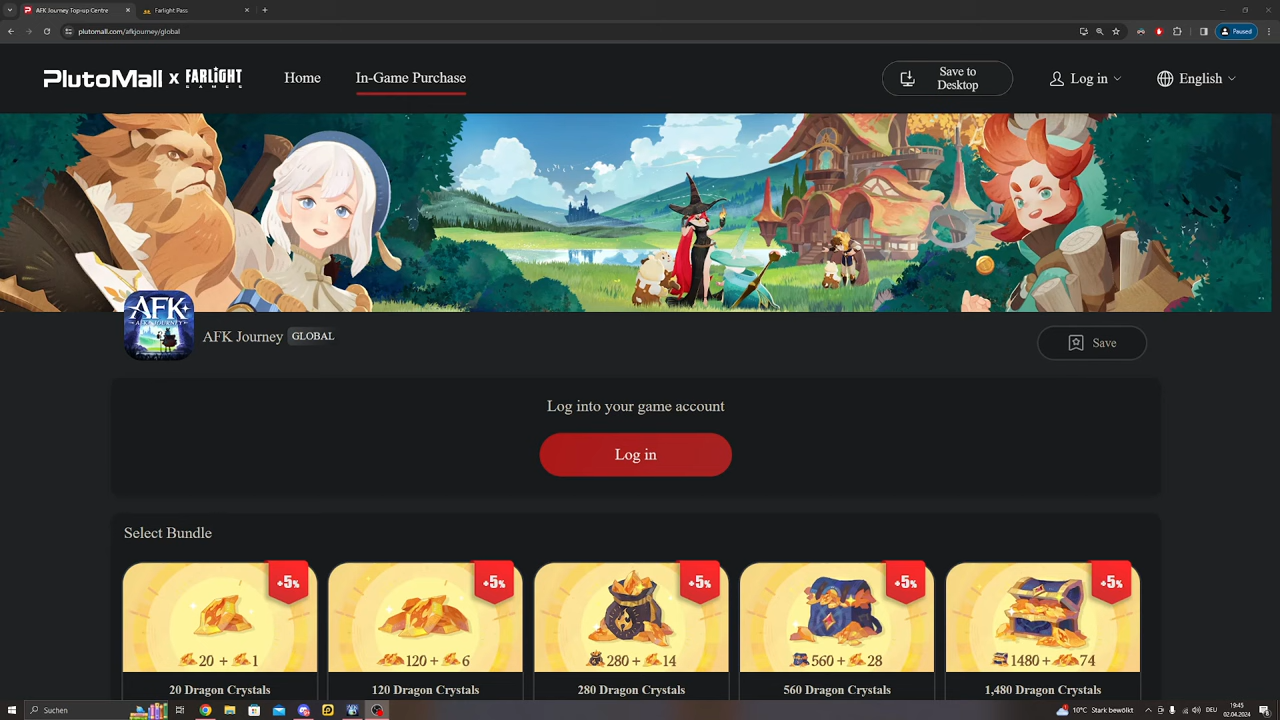 AFK Journey Top-up Centre
Farlight Pass
plutomall.com/afkjourney/global
Paused
PlutoMall x FARLIGHT GAMES
Home
In-Game Purchase
Save to
Desktop
Log in
English
AFK
AFK JOURNEY
AFK Journey
GLOBAL
Save
Log into your game account
Log in
Select Bundle
+5%
+5%
+5%
+5%
+5%
20 + 1
120 + 6
280 + 14
560 + 28
1480 + 74
20 Dragon Crystals
120 Dragon Crystals
280 Dragon Crystals
560 Dragon Crystals
1,480 Dragon Crystals
Suchen
10°C Stark bewölkt
DEU
19:45
02.04.2024